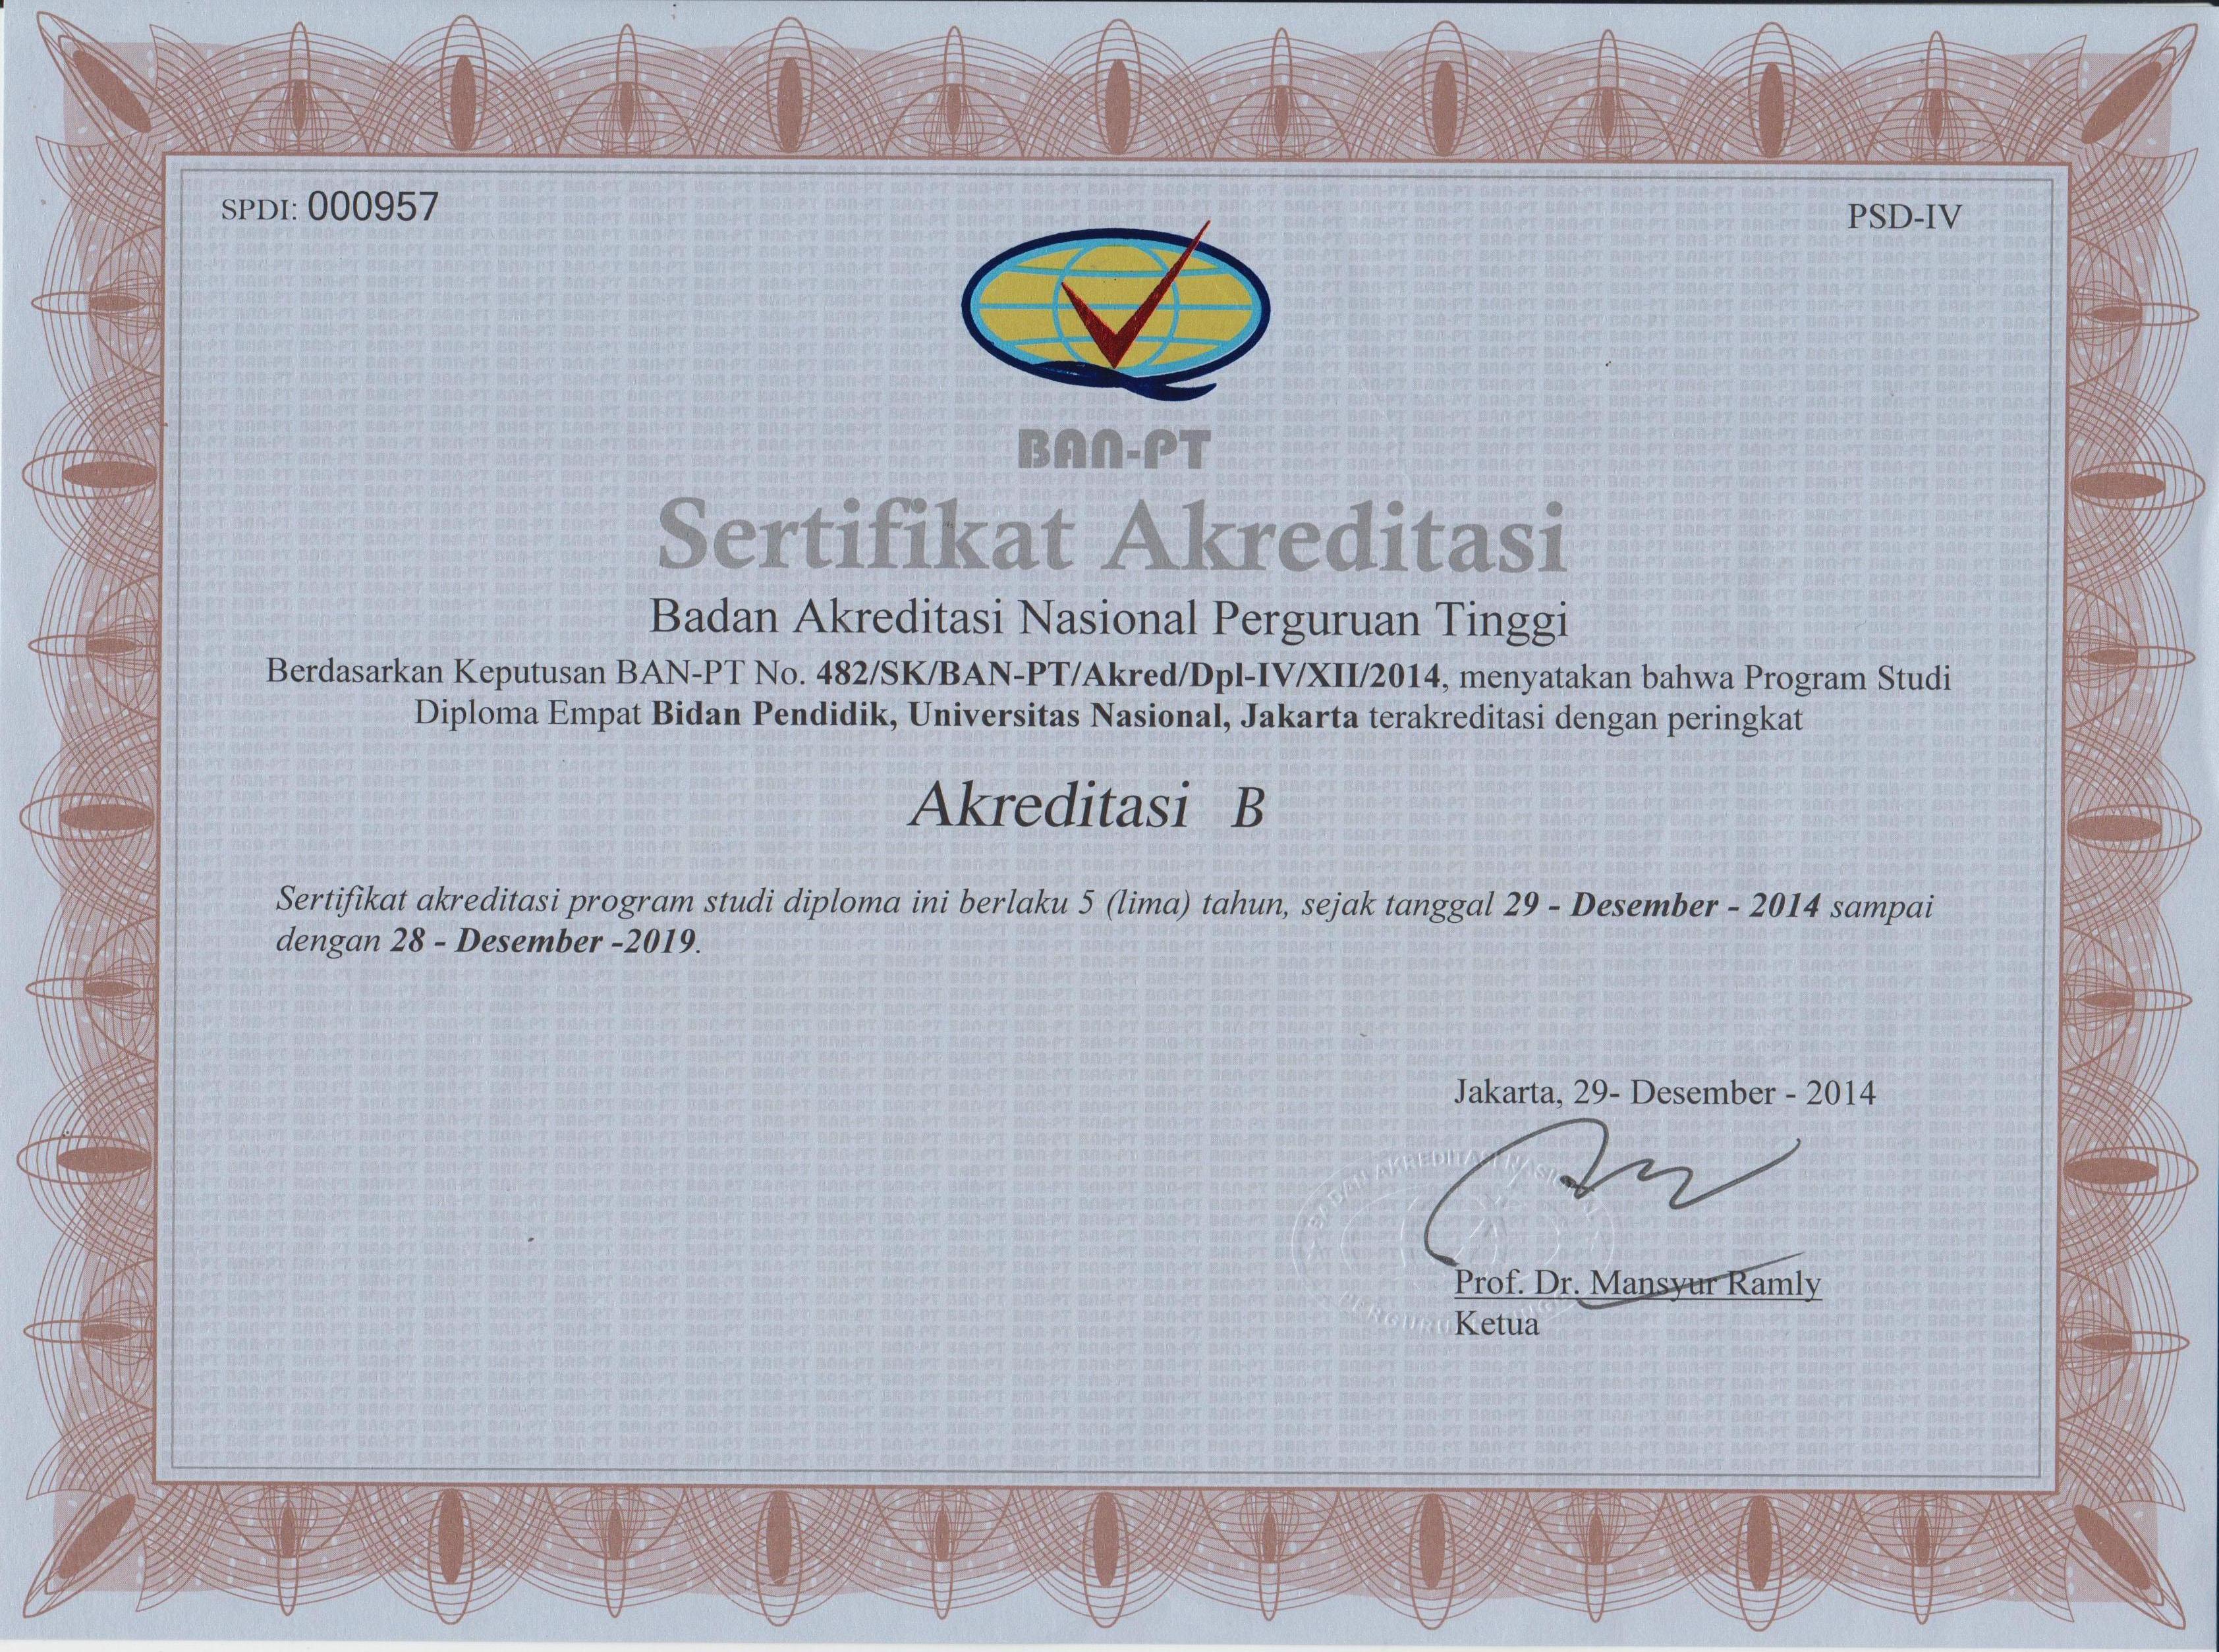 SPDI: 000957
PSD-IV
BAN-PT
Sertifikat Akreditasi
Badan Akreditasi Nasional Perguruan Tinggi
Berdasarkan Keputusan BAN-PT No. 482/SK/BAN-PT/Akred/Dpl-IV/XII/2014, menyatakan bahwa Program Studi
Diploma Empat Bidan Pendidik, Universitas Nasional, Jakarta terakreditasi dengan peringkat
Akreditasi B
Sertifikat akreditasi program studi diploma ini berlaku 5 (lima) tahun, sejak tanggal 29 - Desember - 2014 sampai
dengan 28 - Desember -2019.
Jakarta, 29- Desember - 2014
BADAN AKREDITASI NASIONAL
Prof. Dr. Mansyur Ramly
Ketua